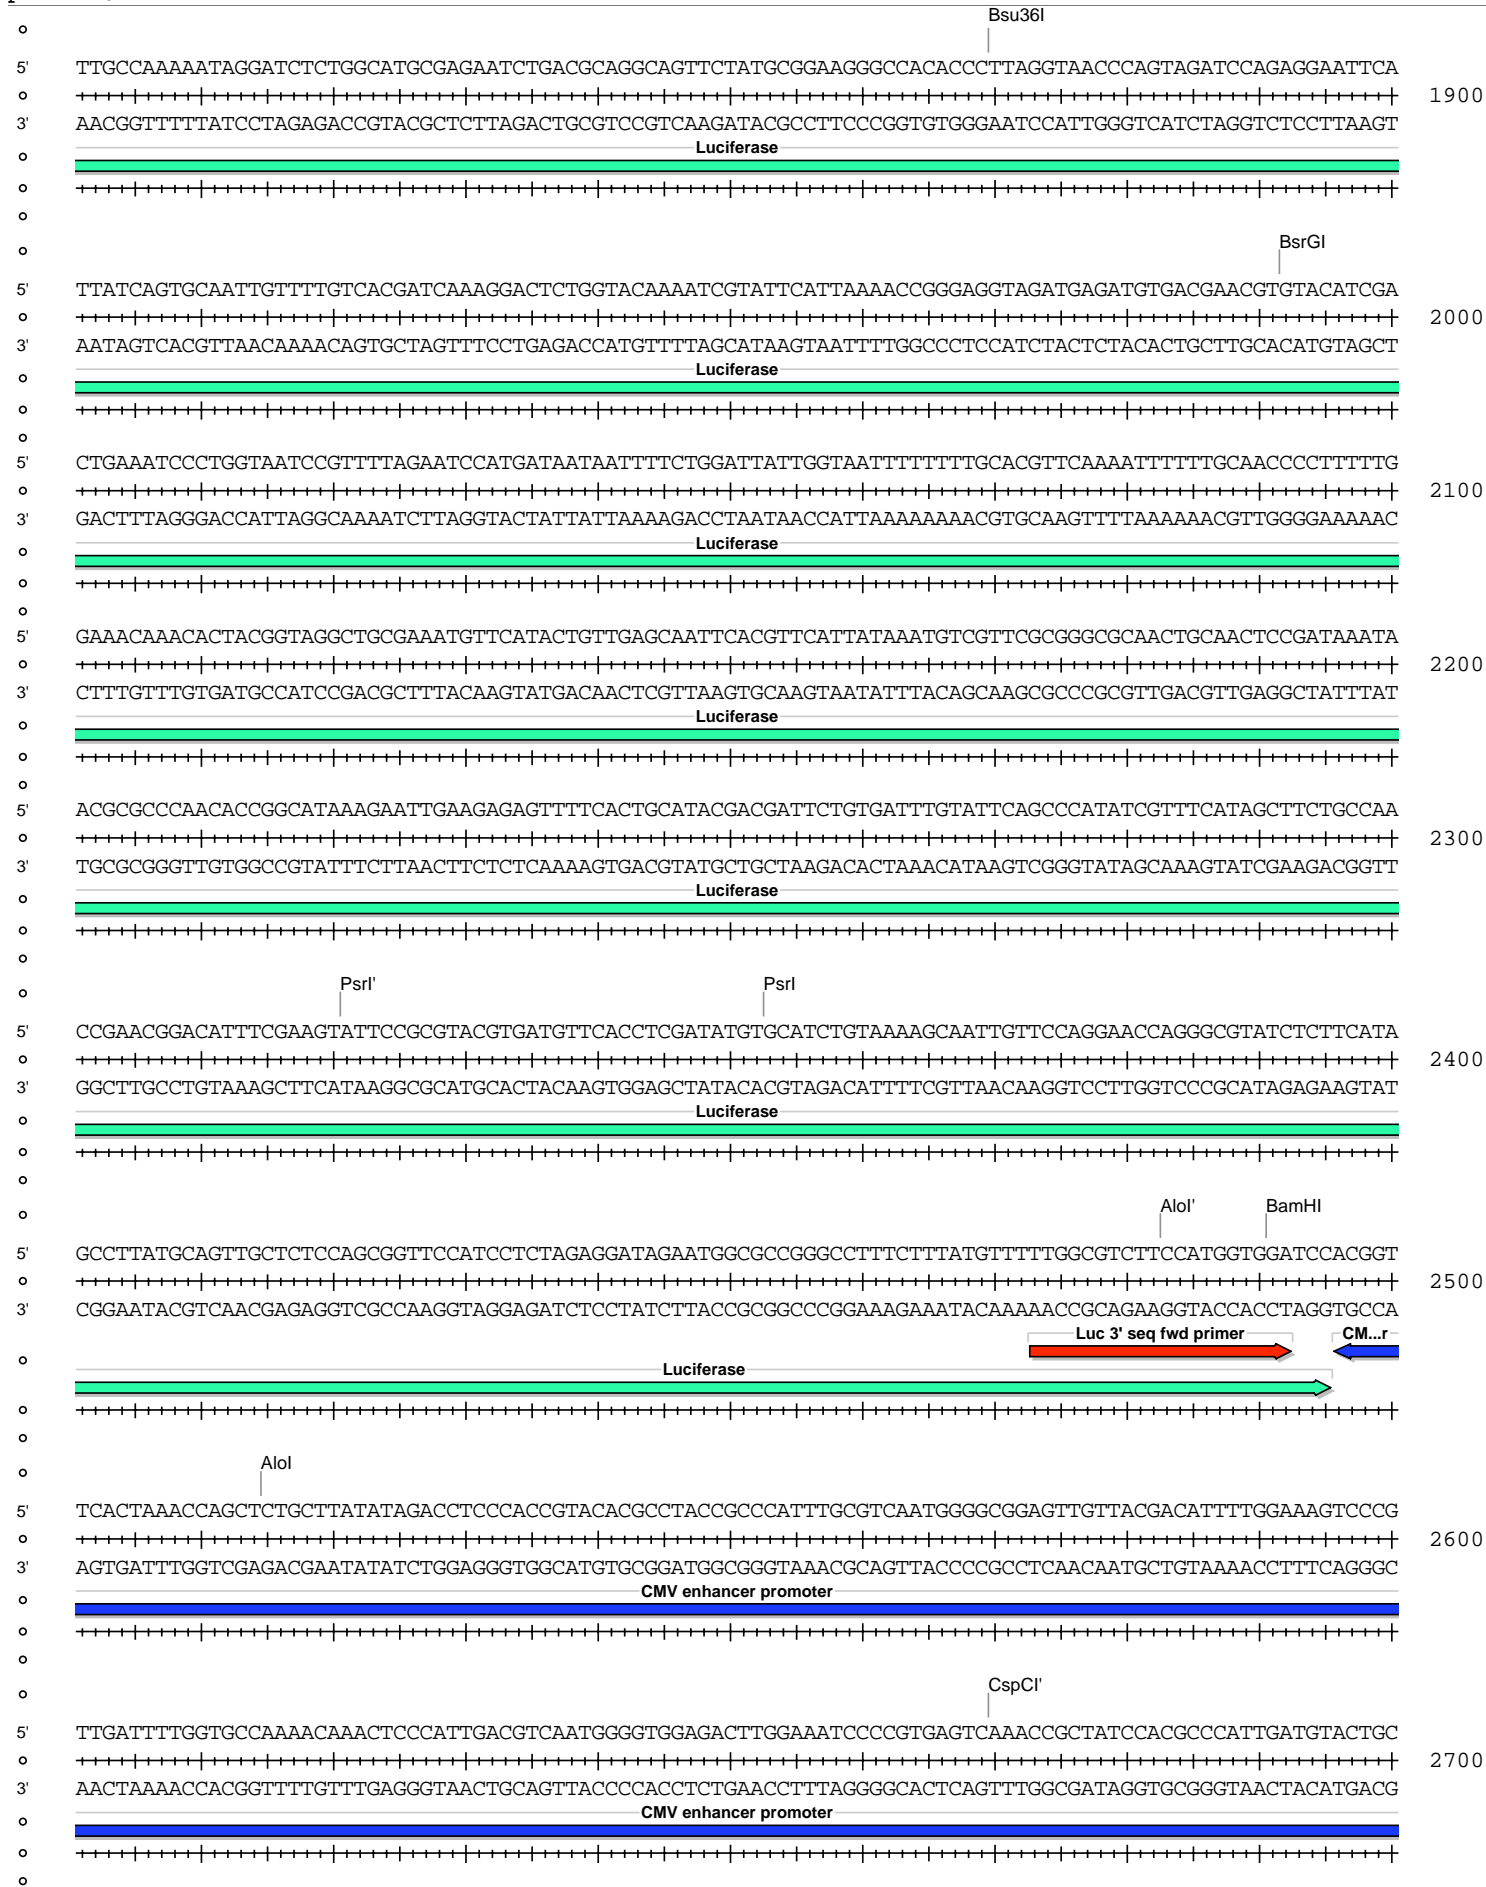 Bsu36I
5' TTGCCAAAAATAGGATCTCTGGCATGCGAGAATCTGACGCAGGCAGTTCTATGCGGAAGGGCCACACCCTTAGGTAACCCAGTAGATCCAGAGGAATTCA
1900
3' AACGGTTTTTATCCTAGAGACCGTACGCTCTTAGACTGCGTCCGTCAAGATACGCCTTCCCGGTGTGGGAATCCATTGGGTCATCTAGGTCTCCTTAAGT
Luciferase
BsrGI
5' TTATCAGTGCAATTGTTTTGTCACGATCAAAGGACTCTGGTACAAAATCGTATTCATTAAAACCGGGAGGTAGATGAGATGTGACGAACGTGTACATCGA
2000
3' AATAGTCACGTTAACAAAACAGTGCTAGTTTCCTGAGACCATGTTTTAGCATAAGTAATTTTGGCCCTCCATCTACTCTACACTGCTTGCACATGTAGCT
Luciferase
5' CTGAAATCCCTGGTAATCCGTTTTAGAATCCATGATAATAATTTTCTGGATTATTGGTAATTTTTTTTGCACGTTCAAAATTTTTTGCAACCCCTTTTTG
2100
3' GACTTTAGGGACCATTAGGCAAAATCTTAGGTACTATTATTAAAAGACCTAATAACCATTAAAAAAAACGTGCAAGTTTTAAAAAACGTTGGGGAAAAAC
Luciferase
5' GAAACAAACACTACGGTAGGCTGCGAAATGTTCATACTGTTGAGCAATTCACGTTCATTATAAATGTCGTTCGCGGGCGCAACTGCAACTCCGATAAATA
2200
3' CTTTGTTTGTGATGCCATCCGACGCTTTACAAGTATGACAACTCGTTAAGTGCAAGTAATATTTACAGCAAGCGCCCGCGTTGACGTTGAGGCTATTTAT
Luciferase
5' ACGCGCCCAACACCGGCATAAAGAATTGAAGAGAGTTTTCACTGCATACGACGATTCTGTGATTTGTATTCAGCCCATATCGTTTCATAGCTTCTGCCAA
2300
3' TGCGCGGGTTGTGGCCGTATTTCTTAACTTCTCTCAAAAGTGACGTATGCTGCTAAGACACTAAACATAAGTCGGGTATAGCAAAGTATCGAAGACGGTT
Luciferase
PsrI' PsrI
5' CCGAACGGACATTTCGAAGTATTCCGCGTACGTGATGTTCACCTCGATATGTGCATCTGTAAAAGCAATTGTTCCAGGAACCAGGGCGTATCTCTTCATA
2400
3' GGCTTGCCTGTAAAGCTTCATAAGGCGCATGCACTACAAGTGGAGCTATACACGTAGACATTTTCGTTAACAAGGTCCTTGGTCCCGCATAGAGAAGTAT
Luciferase
AloI' BamHI
5' GCCTTATGCAGTTGCTCTCCAGCGGTTCCATCCTCTAGAGGATAGAATGGCGCCGGGCCTTTCTTTATGTTTTTGGCGTCTTCCATGGTGGATCCACGGT
2500
3' CGGAATACGTCAACGAGAGGTCGCCAAGGTAGGAGATCTCCTATCTTACCGCGGCCCGGAAAGAAATACAAAAACCGCAGAAGGTACCACCTAGGTGCCA
Luc 3' seq fwd primer CM...r
Luciferase
AloI
5' TCACTAAACCAGCTCTGCTTATATAGACCTCCCACCGTACACGCCTACCGCCCATTTGCGTCAATGGGGCGGAGTTGTTACGACATTTTGGAAAGTCCCG
2600
3' AGTGATTTGGTCGAGACGAATATATCTGGAGGGTGGCATGTGCGGATGGCGGGTAAACGCAGTTACCCCGCCTCAACAATGCTGTAAAACCTTTCAGGGC
CMV enhancer promoter
CspCI'
5' TTGATTTTGGTGCCAAAACAAACTCCCATTGACGTCAATGGGGTGGAGACTTGGAAATCCCCGTGAGTCAAACCGCTATCCACGCCCATTGATGTACTGC
2700
3' AACTAAAACCACGGTTTTGTTTGAGGGTAACTGCAGTTACCCCACCTCTGAACCTTTAGGGGCACTCAGTTTGGCGATAGGTGCGGGTAACTACATGACG
CMV enhancer promoter